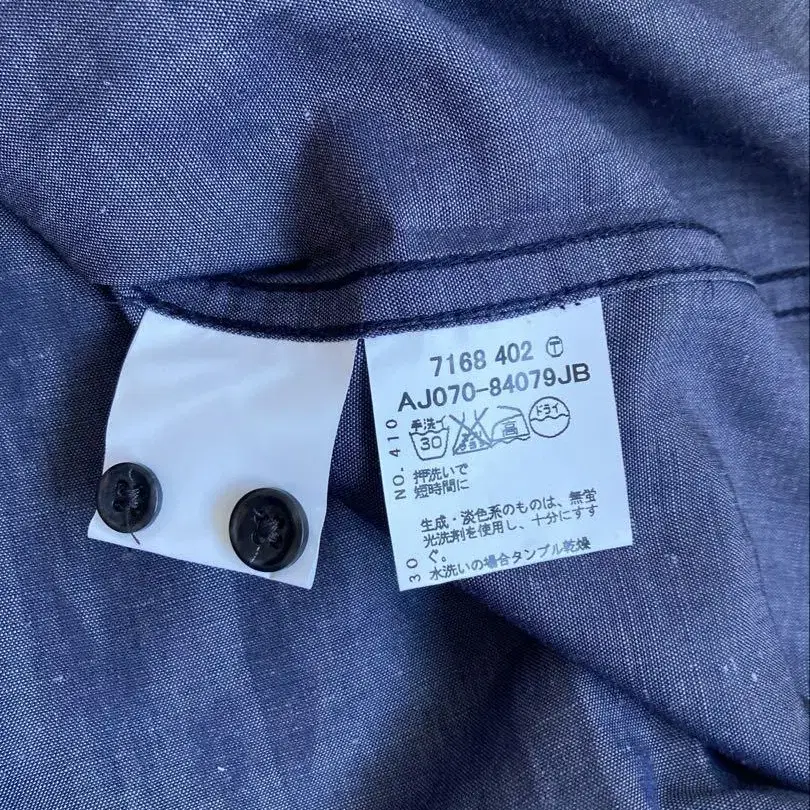 7168 402 Ⓣ
AJ070-84079JB
NO. 410
手洗イ
30
高
ドライ
押洗いで
短時間に
生成・淡色系のものは、無蛍
光洗剤を使用し、十分にすす
ぐ。
30
水洗いの場合タンブル乾燥